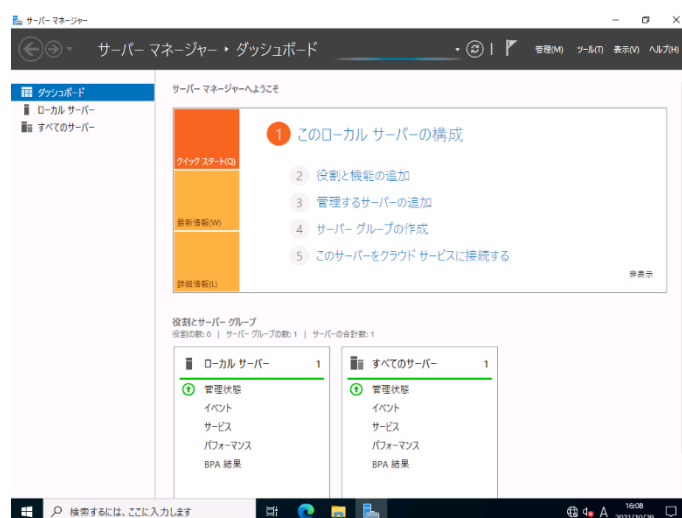 サーバー マネージャー
サーバー マネージャー・ダッシュボード
管理(M) ツール(T) 表示(V) ヘルプ(H)
ダッシュボード
ローカル サーバー
すべてのサーバー
サーバー マネージャーへようこそ
クイック スタート(Q)
最新情報(W)
詳細情報(L)
1 このローカル サーバーの構成
2 役割と機能の追加
3 管理するサーバーの追加
4 サーバー グループの作成
5 このサーバーをクラウド サービスに接続する
非表示
役割とサーバー グループ
役割の数: 0 | サーバー グループの数: 1 | サーバーの合計数: 1
ローカル サーバー 1
管理状態
イベント
サービス
パフォーマンス
BPA 結果
すべてのサーバー 1
管理状態
イベント
サービス
パフォーマンス
BPA 結果
検索するには、ここに入力します
A
16:08
2021/10/29